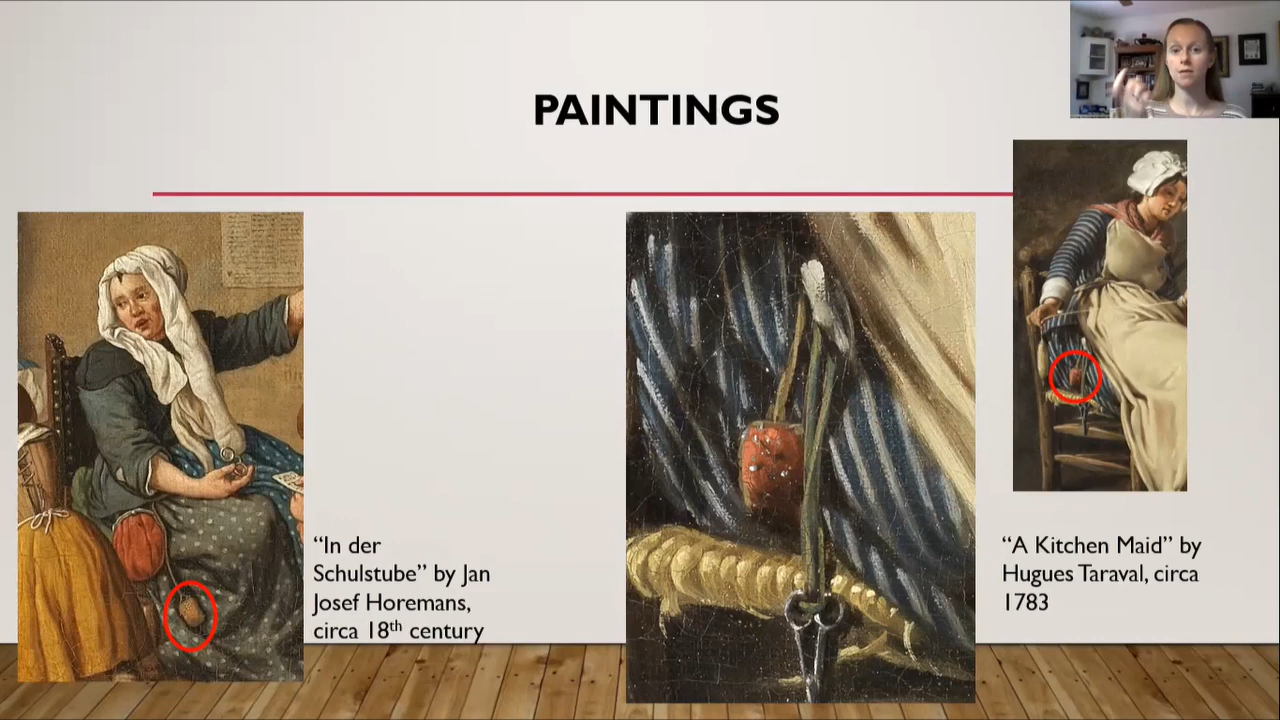 PAINTINGS
“In der
Schulstube” by Jan
Josef Horemans,
circa 18th century
“A Kitchen Maid” by
Hugues Taraval, circa
1783